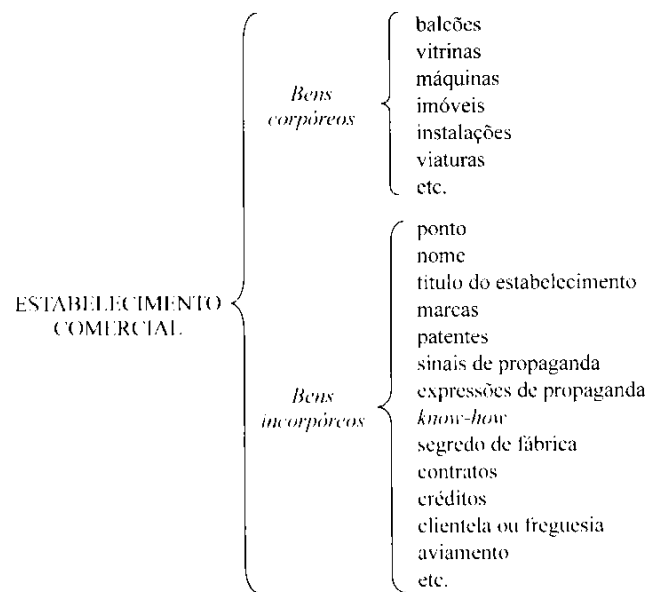 ESTABELECIMENTO
COMERCIAL
Bens
corpóreos
balcões
vitrinas
máquinas
imóveis
instalações
viaturas
etc.
Bens
incorpóreos
ponto
nome
título do estabelecimento
marcas
patentes
sinais de propaganda
expressões de propaganda
know-how
segredo de fábrica
contratos
créditos
clientela ou freguesia
aviamento
etc.